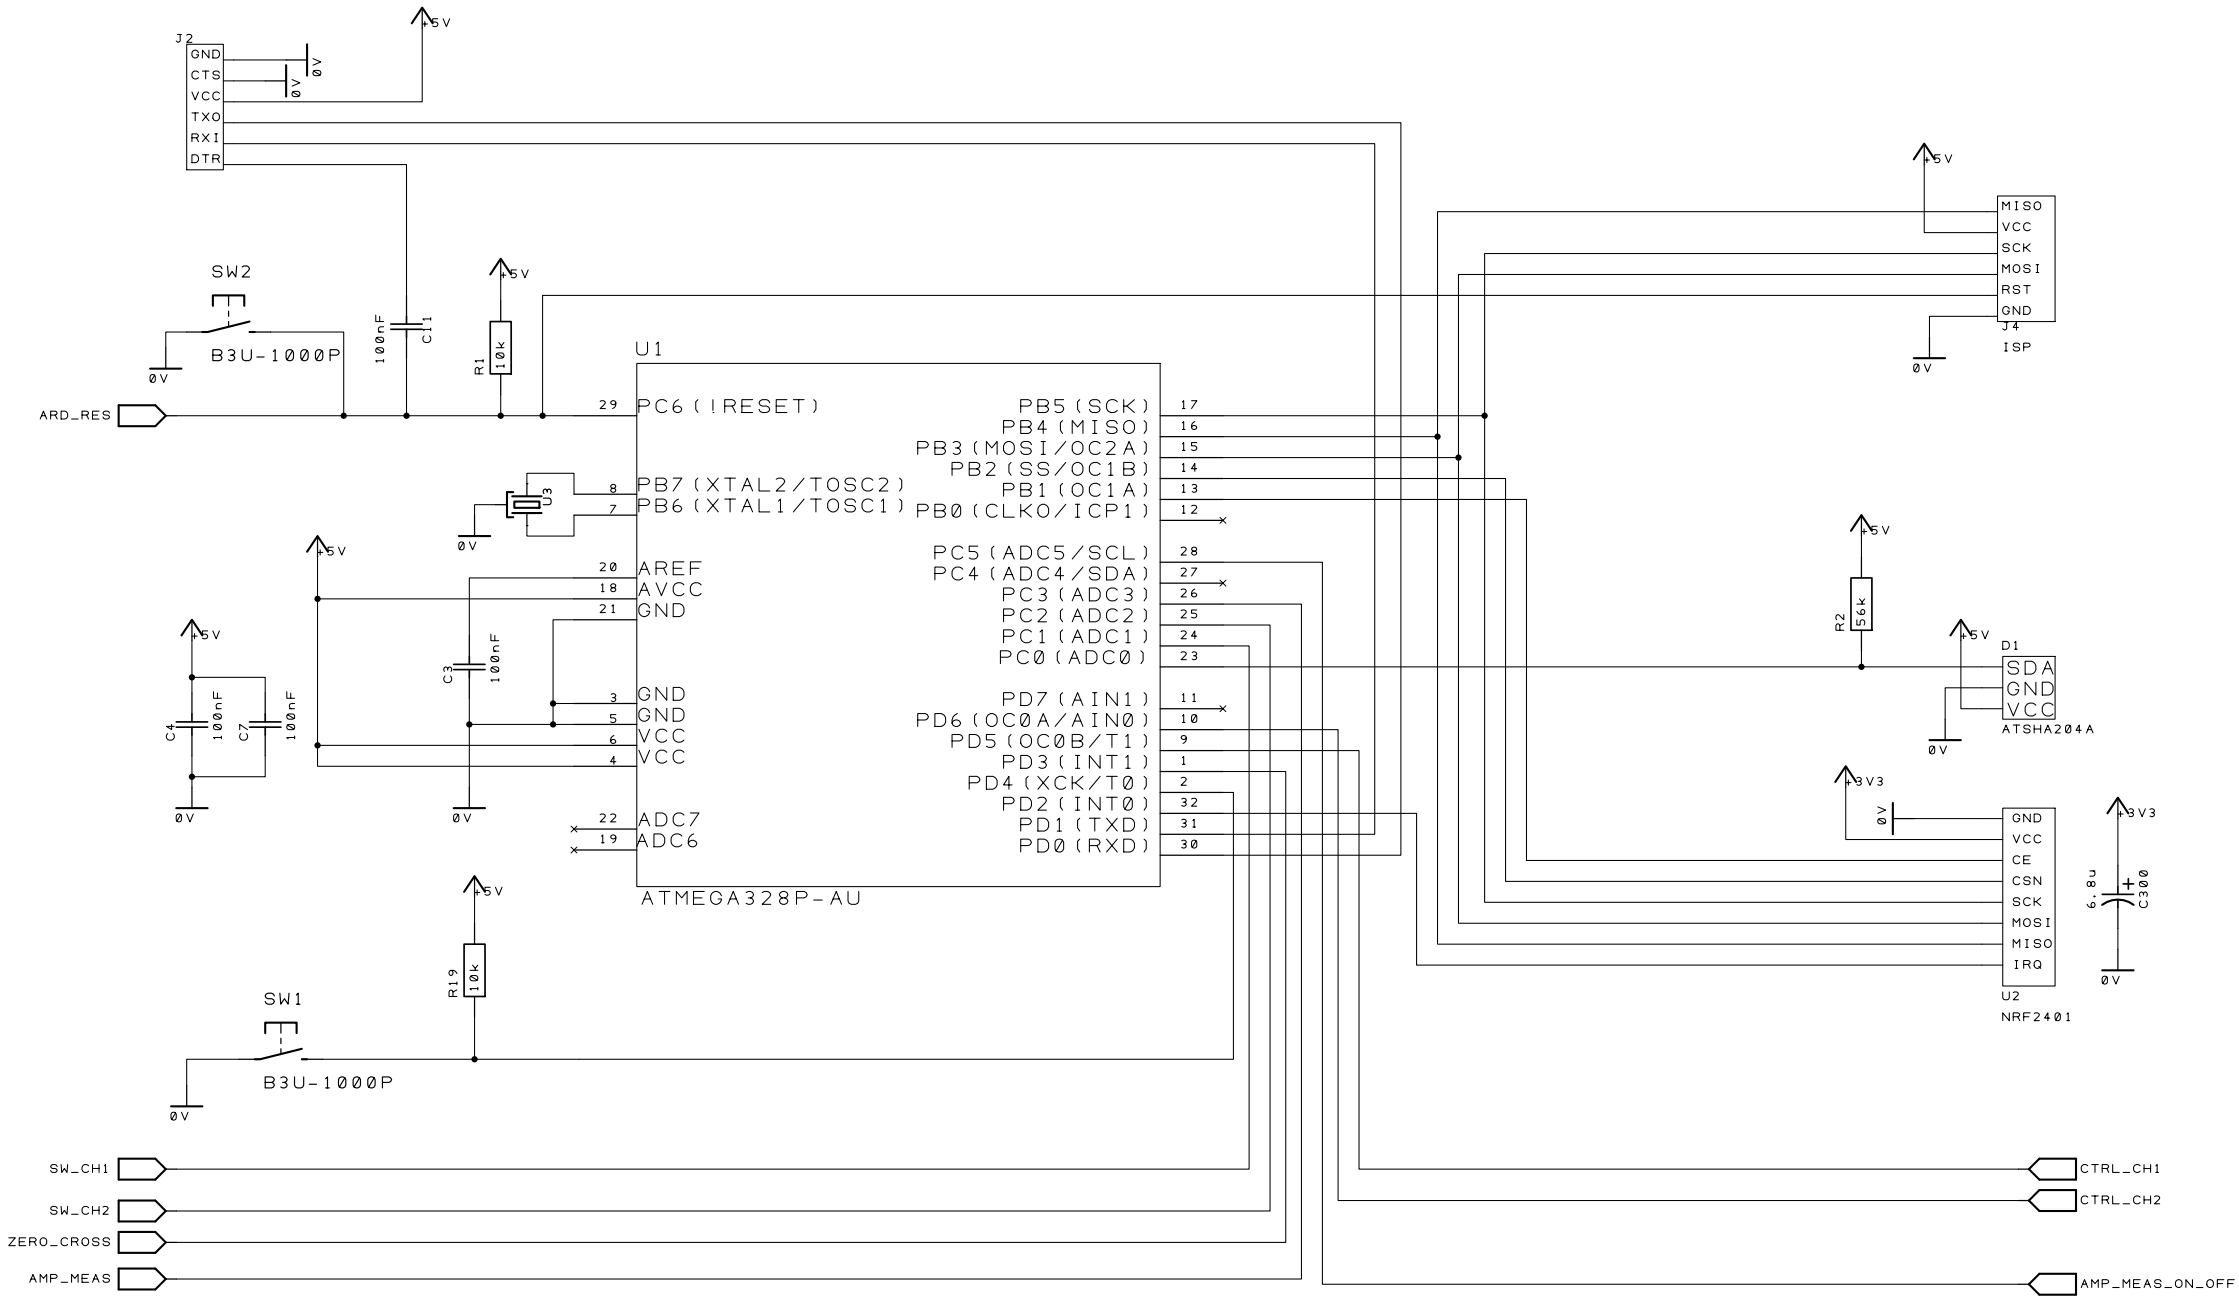 +5V
J2
GND
CTS
VCC
TXO
RXI
DTR
0V
0V
+5V
MISO
VCC
SCK
MOSI
RST
GND
J4
ISP
0V
SW2
B3U-1000P
0V
100nF
C11
+5V
R1
10k
ARD_RES
U1
29
PC6(!RESET)
8
PB7(XTAL2/TOSC2)
7
PB6(XTAL1/TOSC1)
U3
0V
20
AREF
18
AVCC
21
GND
3
GND
5
GND
6
VCC
4
VCC
22
ADC7
19
ADC6
PB5(SCK)
17
PB4(MISO)
16
PB3(MOSI/OC2A)
15
PB2(SS/OC1B)
14
PB1(OC1A)
13
PB0(CLKO/ICP1)
12
PC5(ADC5/SCL)
28
PC4(ADC4/SDA)
27
PC3(ADC3)
26
PC2(ADC2)
25
PC1(ADC1)
24
PC0(ADC0)
23
PD7(AIN1)
11
PD6(OC0A/AIN0)
10
PD5(OC0B/T1)
9
PD3(INT1)
1
PD4(XCK/T0)
2
PD2(INT0)
32
PD1(TXD)
31
PD0(RXD)
30
ATMEGA328P-AU
+5V
+5V
C4
100nF
C7
100nF
0V
C3
100nF
0V
+5V
R2
56k
+5V
D1
SDA
GND
VCC
ATSHA204A
0V
+3V3
0V
GND
VCC
CE
CSN
SCK
MOSI
MISO
IRQ
U2
NRF2401
+3V3
6.8u
+
C300
0V
+5V
R19
10k
SW1
B3U-1000P
0V
SW_CH1
SW_CH2
ZERO_CROSS
AMP_MEAS
CTRL_CH1
CTRL_CH2
AMP_MEAS_ON_OFF